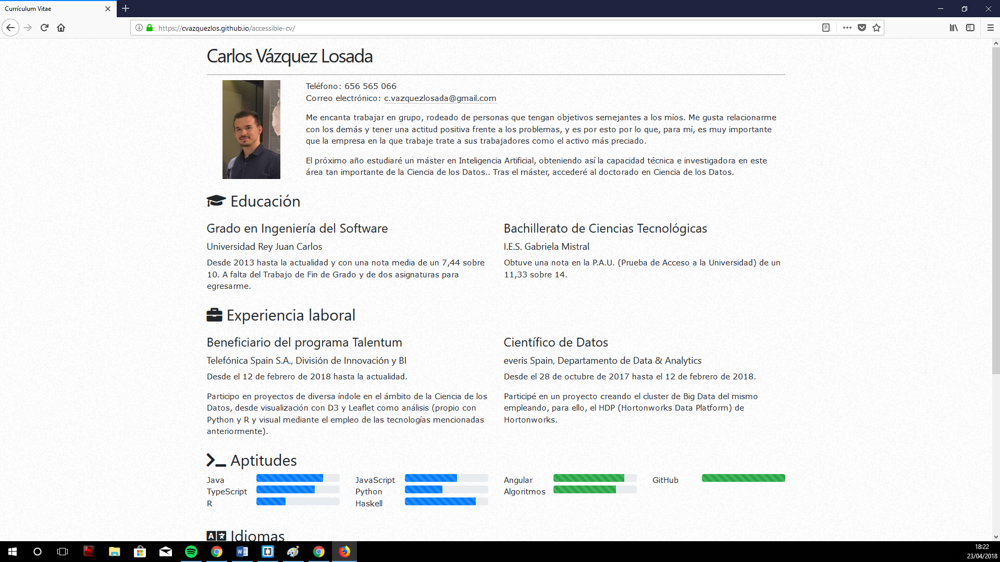 Currículum Vitae
https://cvazquezlos.github.io/accessible-cv/
Carlos Vázquez Losada
Teléfono: 656 565 066
Correo electrónico: c.vazquezlosada@gmail.com
Me encanta trabajar en grupo, rodeado de personas que tengan objetivos semejantes a los míos. Me gusta relacionarme
con los demás y tener una actitud positiva frente a los problemas, y es por esto por lo que, para mí, es muy importante
que la empresa en la que trabaje trate a sus trabajadores como el activo más preciado.
El próximo año estudiaré un máster en Inteligencia Artificial, obteniendo así la capacidad técnica e investigadora en este
área tan importante de la Ciencia de los Datos.. Tras el máster, accederé al doctorado en Ciencia de los Datos.
Educación
Grado en Ingeniería del Software
Universidad Rey Juan Carlos
Desde 2013 hasta la actualidad y con una nota media de un 7,44 sobre
10. A falta del Trabajo de Fin de Grado y de dos asignaturas para
egresarme.
Bachillerato de Ciencias Tecnológicas
I.E.S. Gabriela Mistral
Obtuve una nota en la P.A.U. (Prueba de Acceso a la Universidad) de un
11,33 sobre 14.
Experiencia laboral
Beneficiario del programa Talentum
Telefónica Spain S.A., División de Innovación y BI
Desde el 12 de febrero de 2018 hasta la actualidad.
Participo en proyectos de diversa índole en el ámbito de la Ciencia de los
Datos, desde visualización con D3 y Leaflet como análisis (propio con
Python y R y visual mediante el empleo de las tecnologías mencionadas
anteriormente).
Científico de Datos
everis Spain, Departamento de Data & Analytics
Desde el 28 de octubre de 2017 hasta el 12 de febrero de 2018.
Participé en un proyecto creando el cluster de Big Data del mismo
empleando, para ello, el HDP (Hortonworks Data Platform) de
Hortonworks.
Aptitudes
Java
TypeScript
R
JavaScript
Python
Haskell
Angular
Algoritmos
GitHub
Idiomas
18:22
23/04/2018